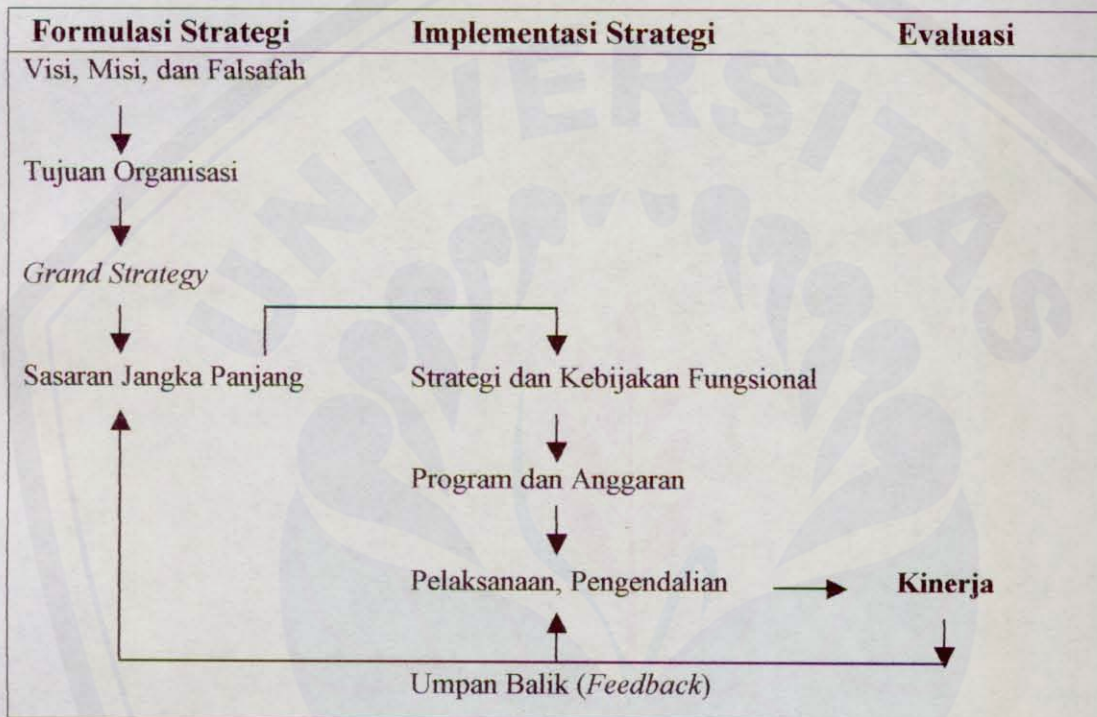 Formulasi Strategi Implementasi Strategi Evaluasi
Visi, Misi, dan Falsafah
Tujuan Organisasi
Grand Strategy
Sasaran Jangka Panjang Strategi dan Kebijakan Fungsional
Program dan Anggaran
Pelaksanaan, Pengendalian Kinerja
Umpan Balik (Feedback)
UNIVERSITAS